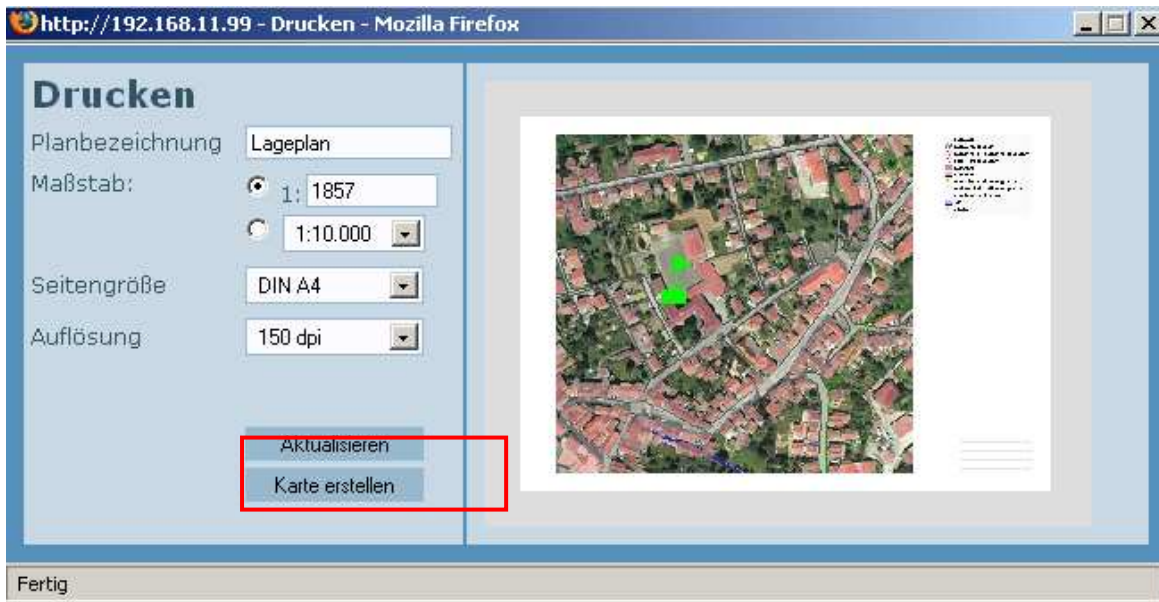 http://192.168.11.99 - Drucken - Mozilla Firefox
Drucken
Planbezeichnung Lageplan
Maßstab: 1: 1857
1:10.000
Seitengröße DIN A4
Auflösung 150 dpi
Aktualisieren
Karte erstellen
Fertig